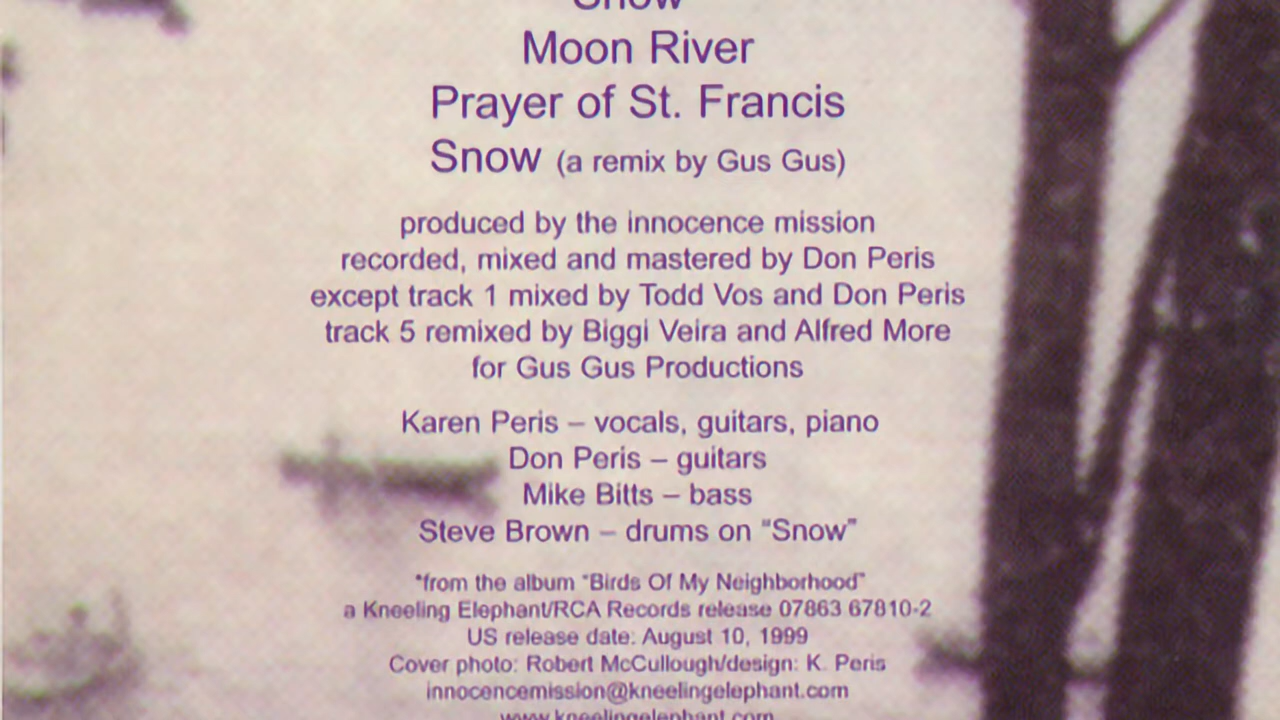 Snow
Moon River
Prayer of St. Francis
Snow (a remix by Gus Gus)
produced by the innocence mission
recorded, mixed and mastered by Don Peris
except track 1 mixed by Todd Vos and Don Peris
track 5 remixed by Biggi Veira and Alfred More
for Gus Gus Productions
Karen Peris – vocals, guitars, piano
Don Peris – guitars
Mike Bitts – bass
Steve Brown – drums on “Snow”
*from the album “Birds Of My Neighborhood”
a Kneeling Elephant/RCA Records release 07863 67810-2
US release date: August 10, 1999
Cover photo: Robert McCullough/design: K. Peris
innocencemission@kneelingelephant.com
www.kneelingelephant.com